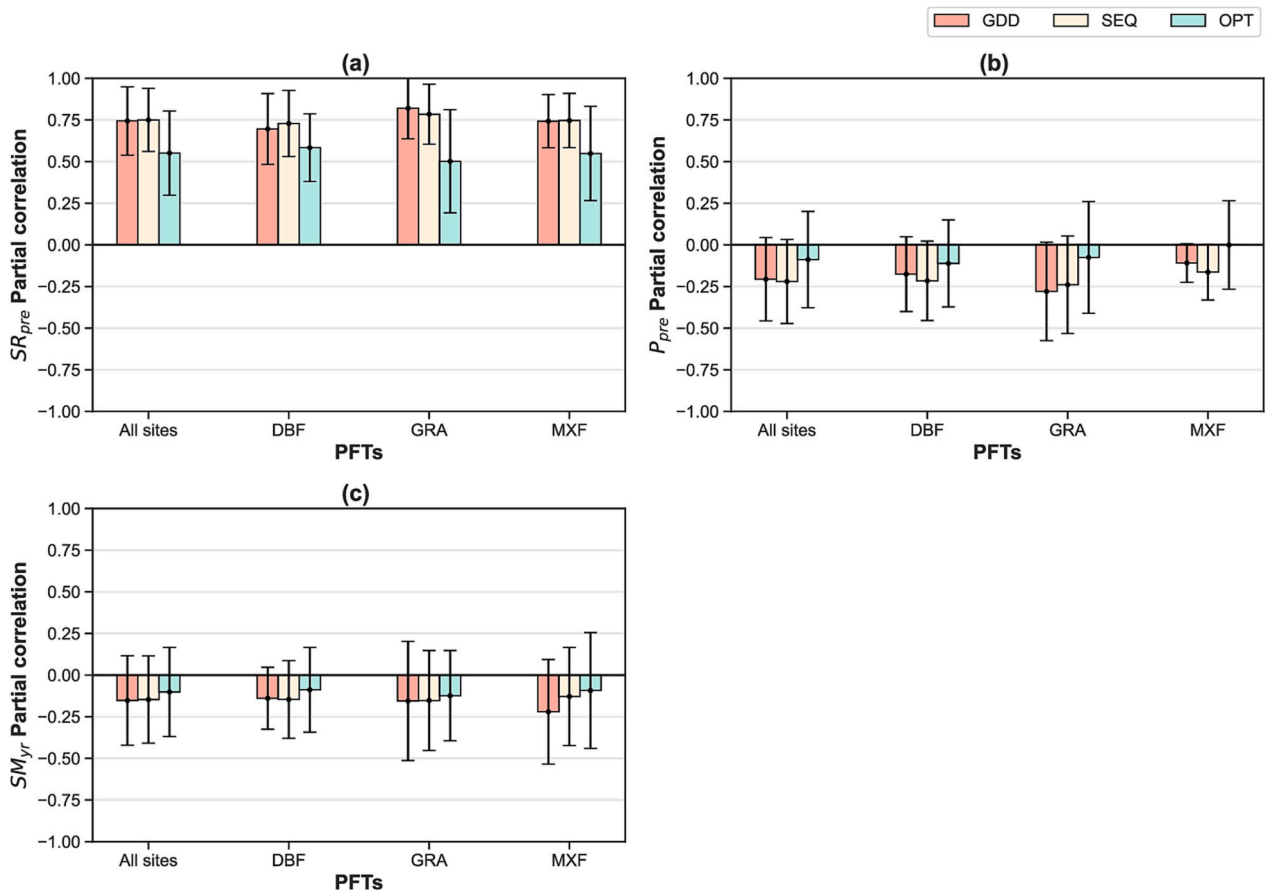 GDD SEQ OPT
(a)
1.00
0.75
0.50
0.25
0.00
−0.25
−0.50
−0.75
−1.00
SRpre Partial correlation
All sites DBF GRA MXF
PFTs
(b)
1.00
0.75
0.50
0.25
0.00
−0.25
−0.50
−0.75
−1.00
Ppre Partial correlation
All sites DBF GRA MXF
PFTs
(c)
1.00
0.75
0.50
0.25
0.00
−0.25
−0.50
−0.75
−1.00
SMyr Partial correlation
All sites DBF GRA MXF
PFTs